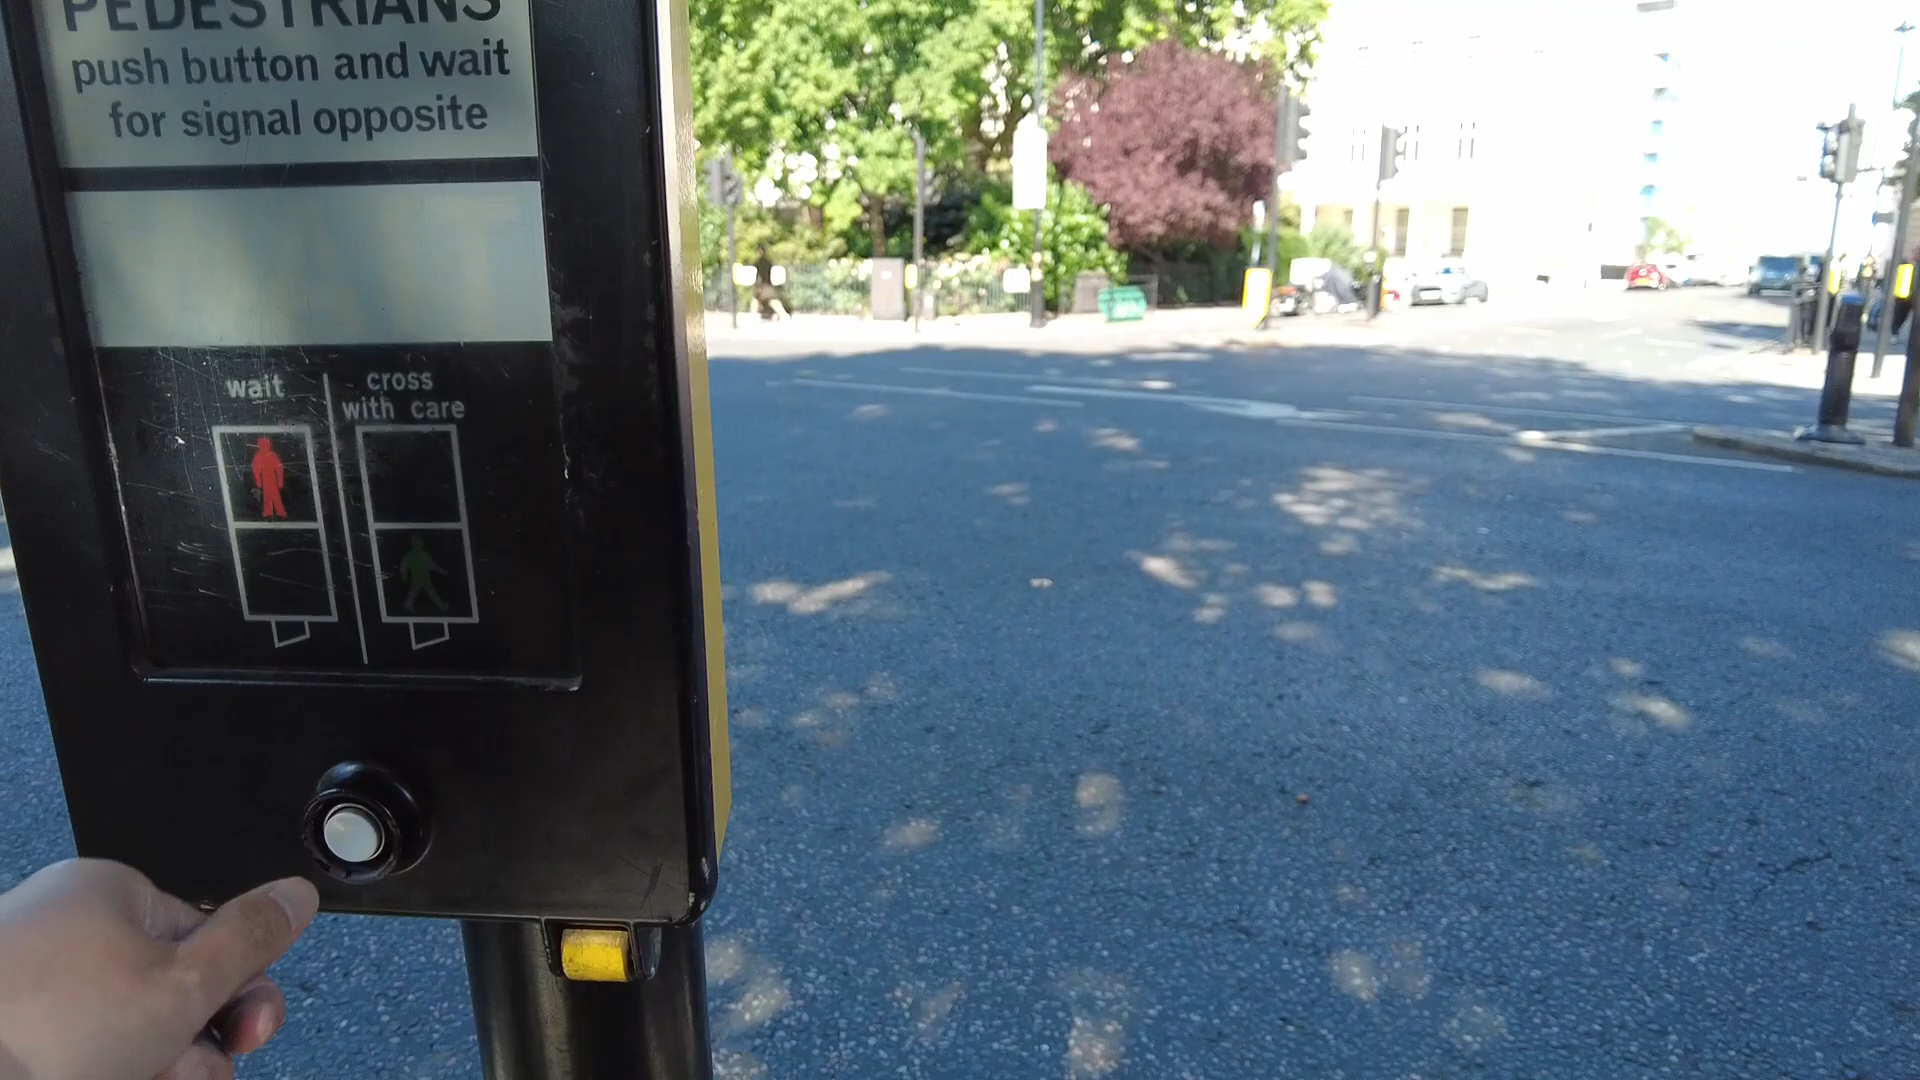 PEDESTRIANS
push button and wait
for signal opposite
wait
cross
with care